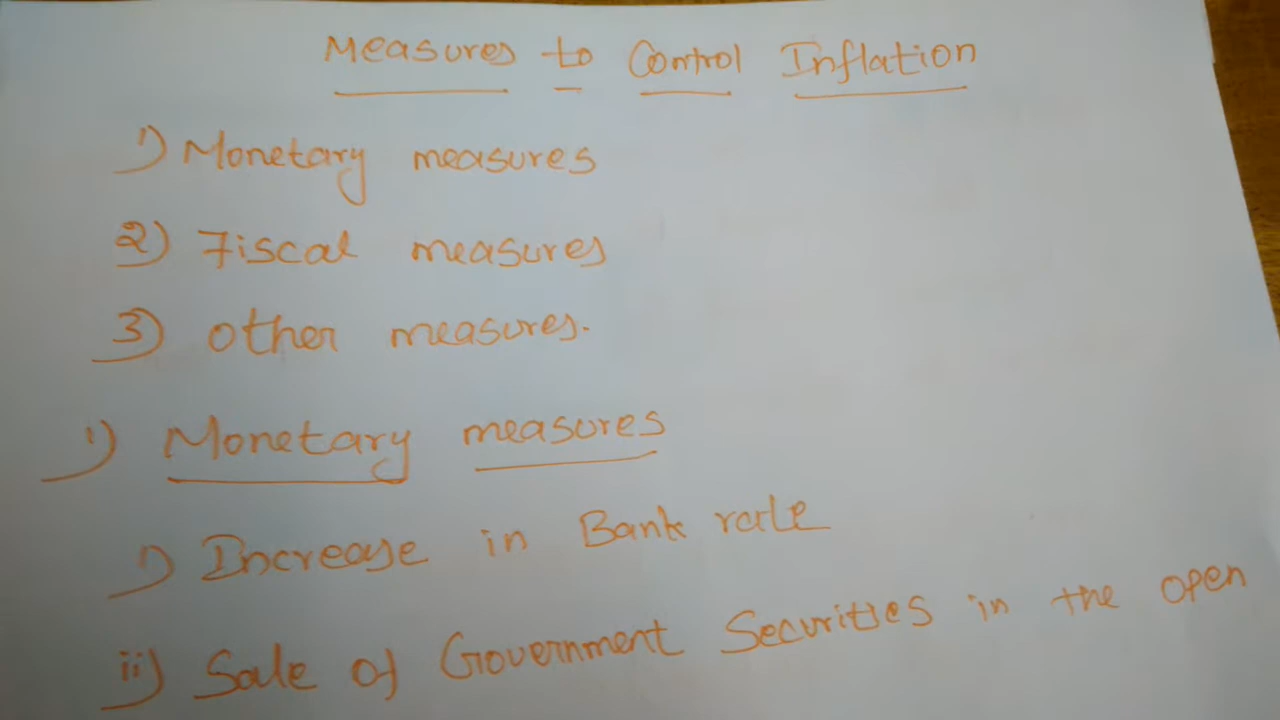 Measures to Control Inflation
1) Monetary measures
2) Fiscal measures
3) other measures.
1) Monetary measures
i) Increase in Bank rate
ii) Sale of Government Securities in the open